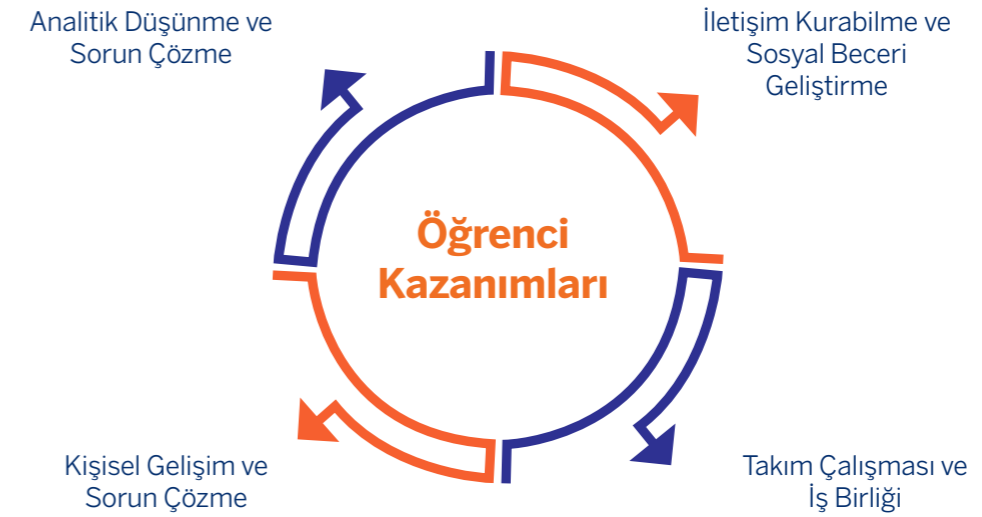 Analitik Düşünme ve
Sorun Çözme
İletişim Kurabilme ve
Sosyal Beceri
Geliştirme
Öğrenci
Kazanımları
Kişisel Gelişim ve
Sorun Çözme
Takım Çalışması ve
İş Birliği